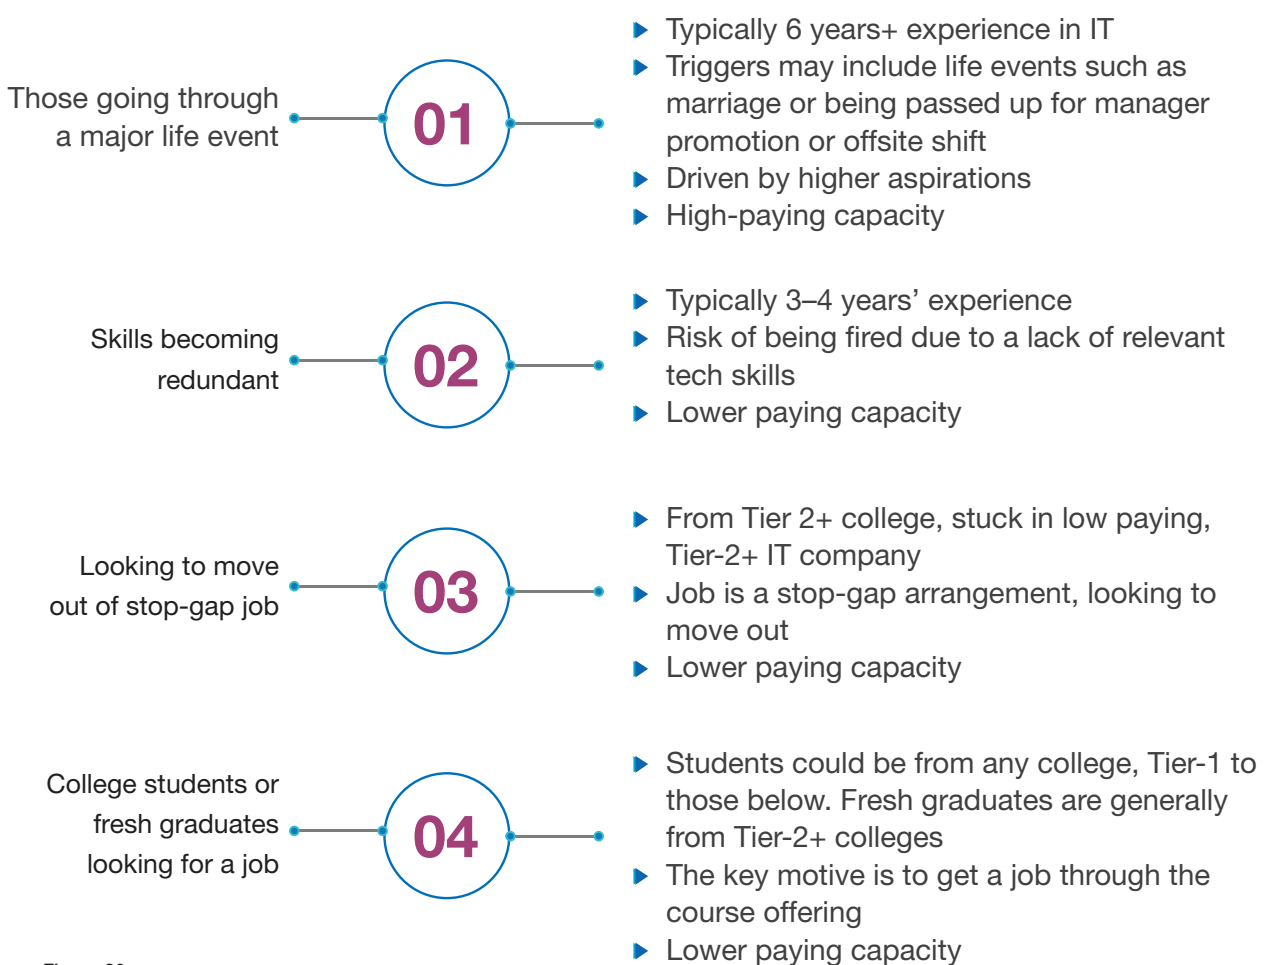 Those going through
a major life event
01
Typically 6 years+ experience in IT
Triggers may include life events such as
marriage or being passed up for manager
promotion or offsite shift
Driven by higher aspirations
High-paying capacity
Skills becoming
redundant
02
Typically 3–4 years’ experience
Risk of being fired due to a lack of relevant
tech skills
Lower paying capacity
Looking to move
out of stop-gap job
03
From Tier 2+ college, stuck in low paying,
Tier-2+ IT company
Job is a stop-gap arrangement, looking to
move out
Lower paying capacity
College students or
fresh graduates
looking for a job
04
Students could be from any college, Tier-1 to
those below. Fresh graduates are generally
from Tier-2+ colleges
The key motive is to get a job through the
course offering
Lower paying capacity